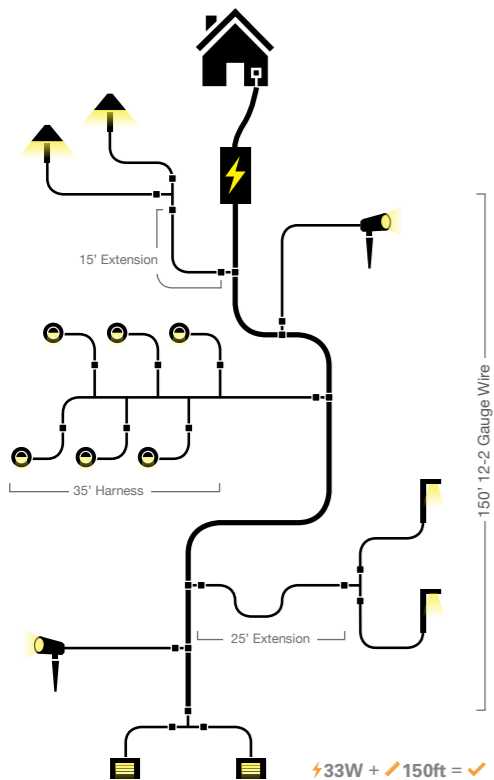 15' Extension
150' 12-2 Gauge Wire
35' Harness
25' Extension
33W + 150ft =